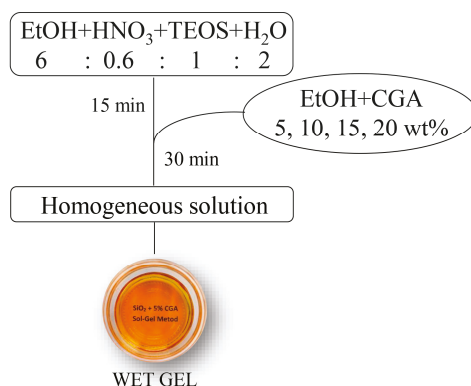 EtOH+HNO₃+TEOS+H₂O
6 : 0.6 : 1 : 2
15 min
EtOH+CGA
5, 10, 15, 20 wt%
30 min
Homogeneous solution
SiO₂ + 5% CGA
Sol-Gel Metod
WET GEL